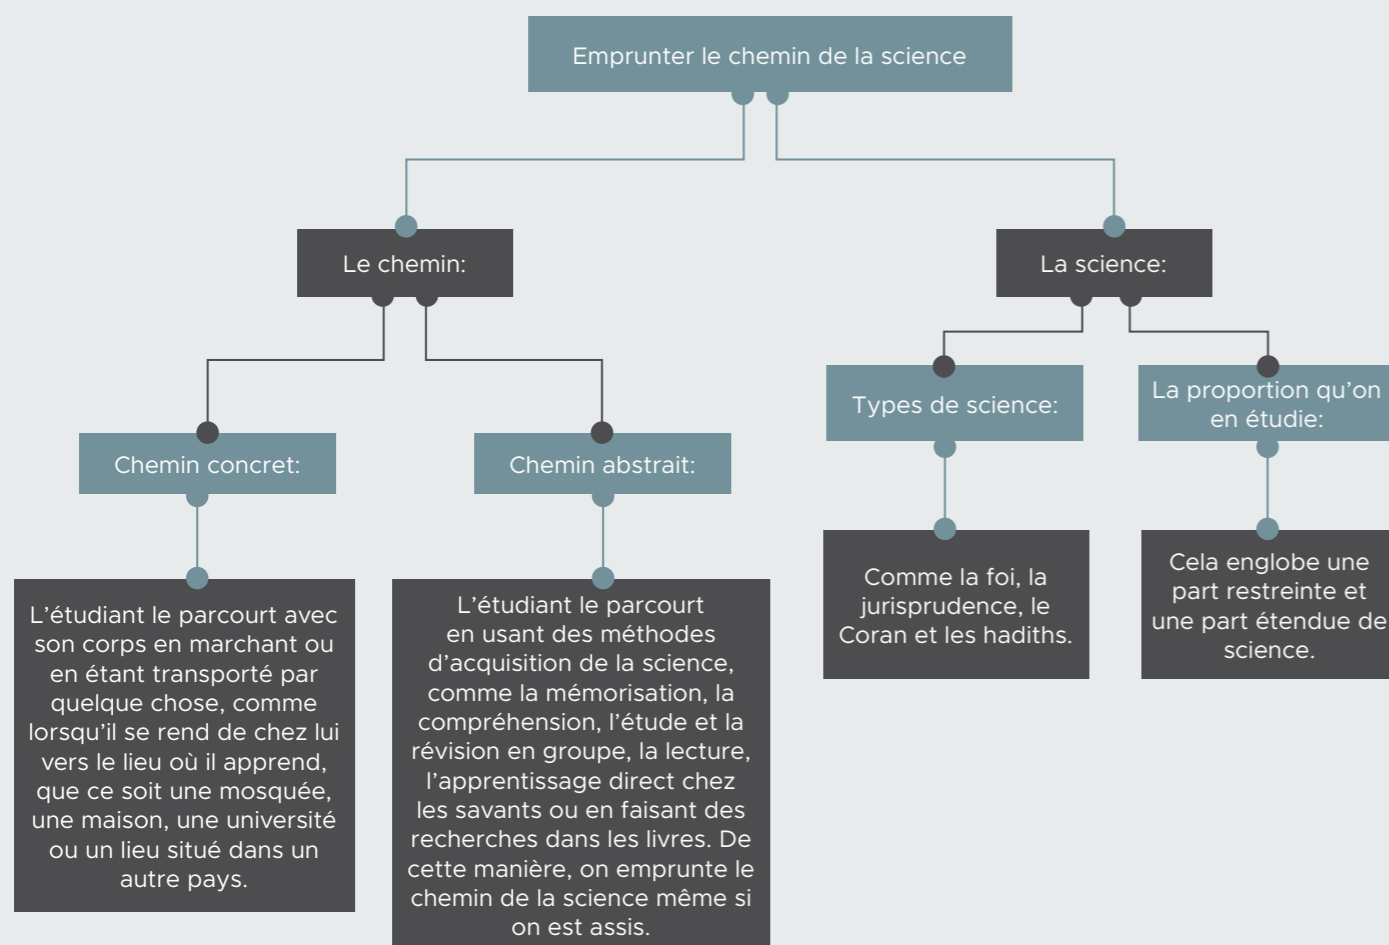 Emprunter le chemin de la science
Le chemin:
La science:
Chemin concret:
Chemin abstrait:
Types de science:
La proportion qu'on
en étudie:
L'étudiant le parcourt avec
son corps en marchant ou
en étant transporté par
quelque chose, comme
lorsqu'il se rend de chez lui
vers le lieu où il apprend,
que ce soit une mosquée,
une maison, une université
ou un lieu situé dans un
autre pays.
L'étudiant le parcourt
en usant des méthodes
d'acquisition de la science,
comme la mémorisation, la
compréhension, l'étude et la
révision en groupe, la lecture,
l'apprentissage direct chez
les savants ou en faisant des
recherches dans les livres. De
cette manière, on emprunte le
chemin de la science même si
on est assis.
Comme la foi, la
jurisprudence, le
Coran et les hadiths.
Cela englobe une
part restreinte et
une part étendue de
science.